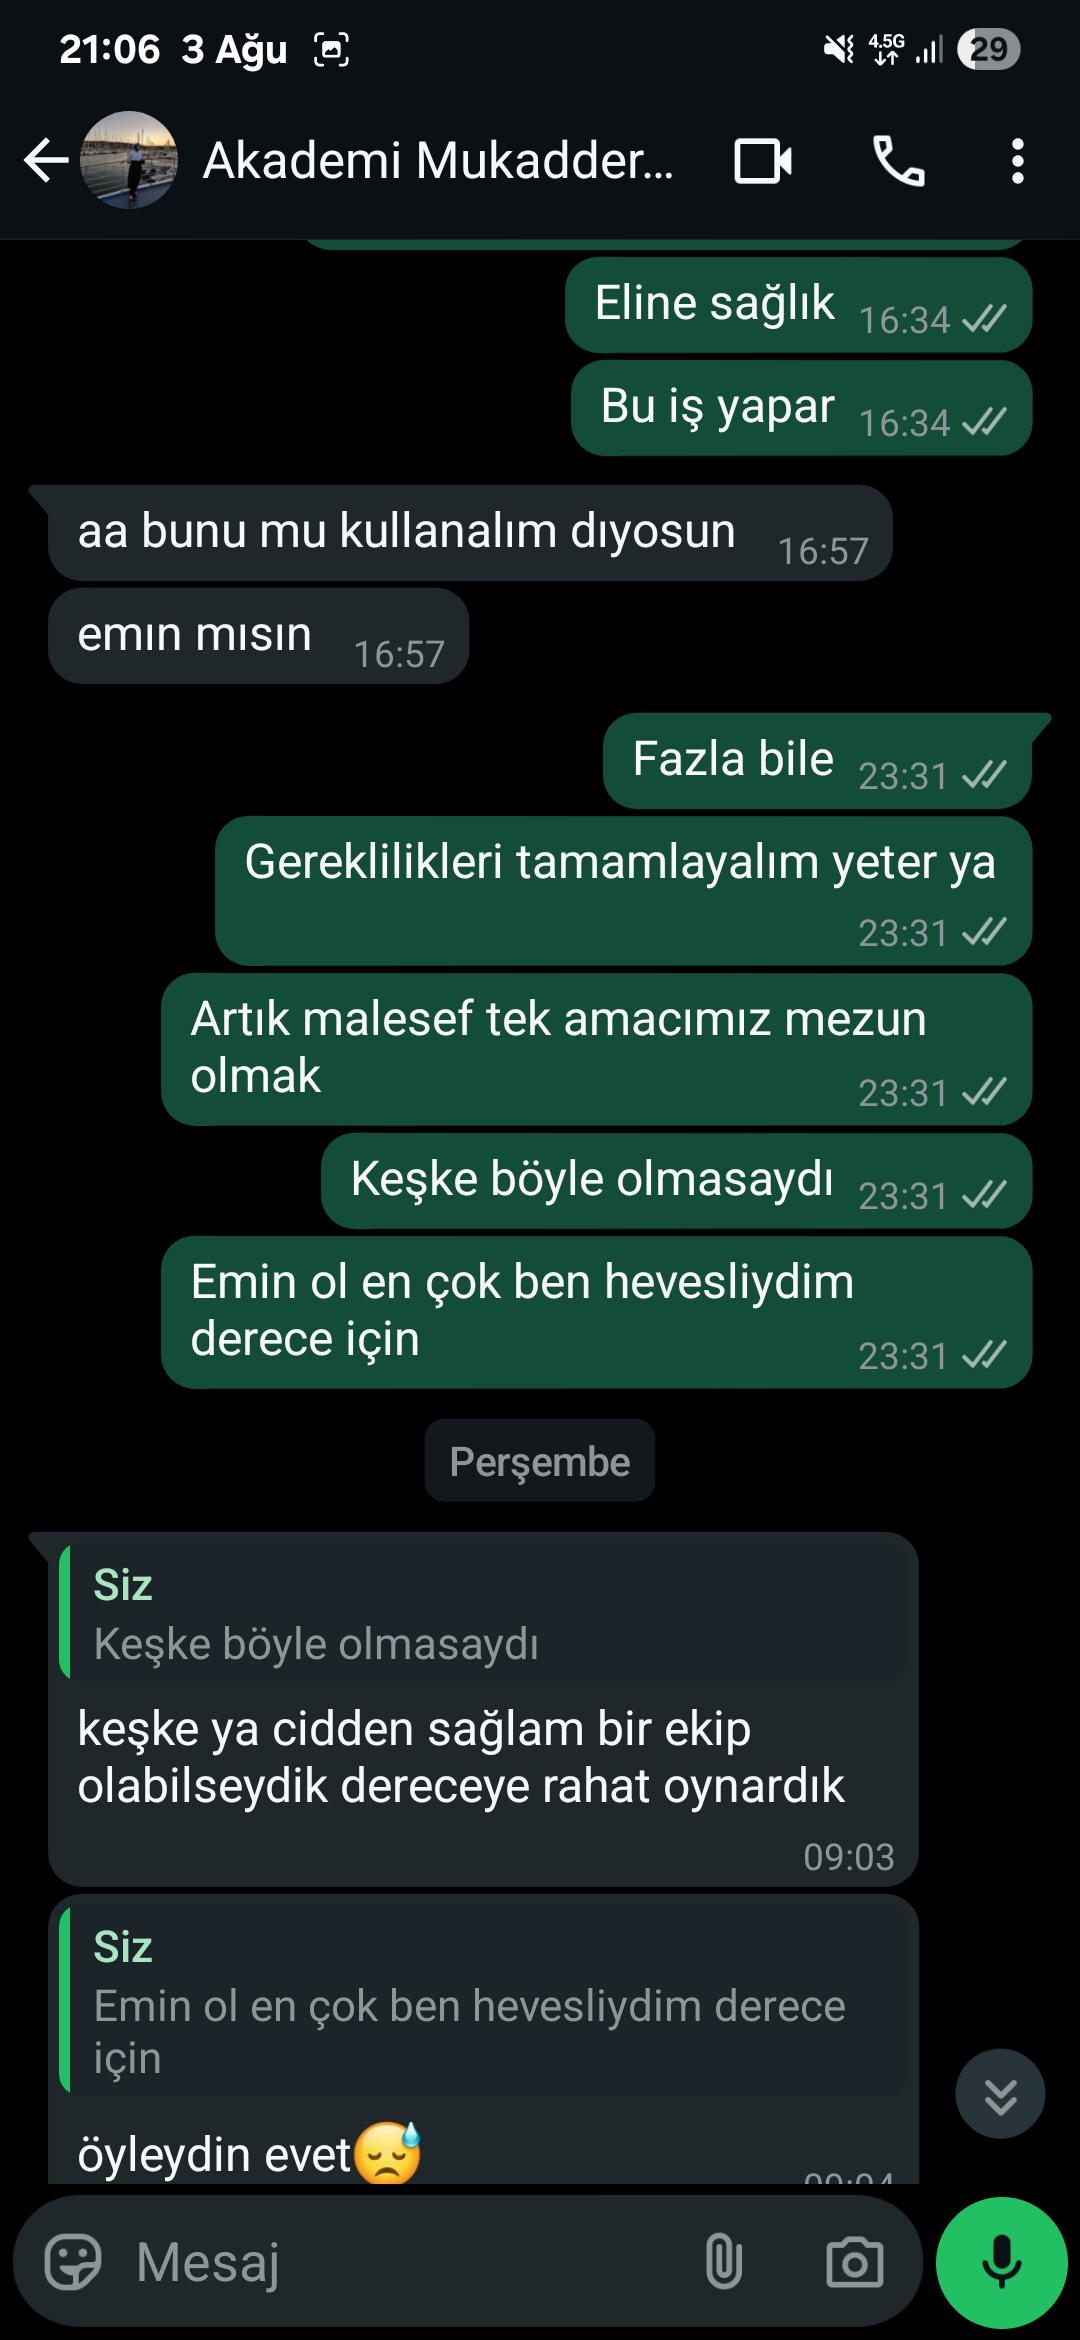 21:06 3 Ağu 4.5G 29
Akademi Mukadder...
Eline sağlık 16:34
Bu iş yapar 16:34
aa bunu mu kullanalım dıyosun 16:57
emın mısın 16:57
Fazla bile 23:31
Gereklilikleri tamamlayalım yeter ya
23:31
Artık malesef tek amacımız mezun
olmak 23:31
Keşke böyle olmasaydı 23:31
Emin ol en çok ben hevesliydim
derece için 23:31
Perşembe
Siz
Keşke böyle olmasaydı
keşke ya cidden sağlam bir ekip
olabilseydik dereceye rahat oynardık
09:03
Siz
Emin ol en çok ben hevesliydim derece
için
öyleydin evet😓
09:04
Mesaj